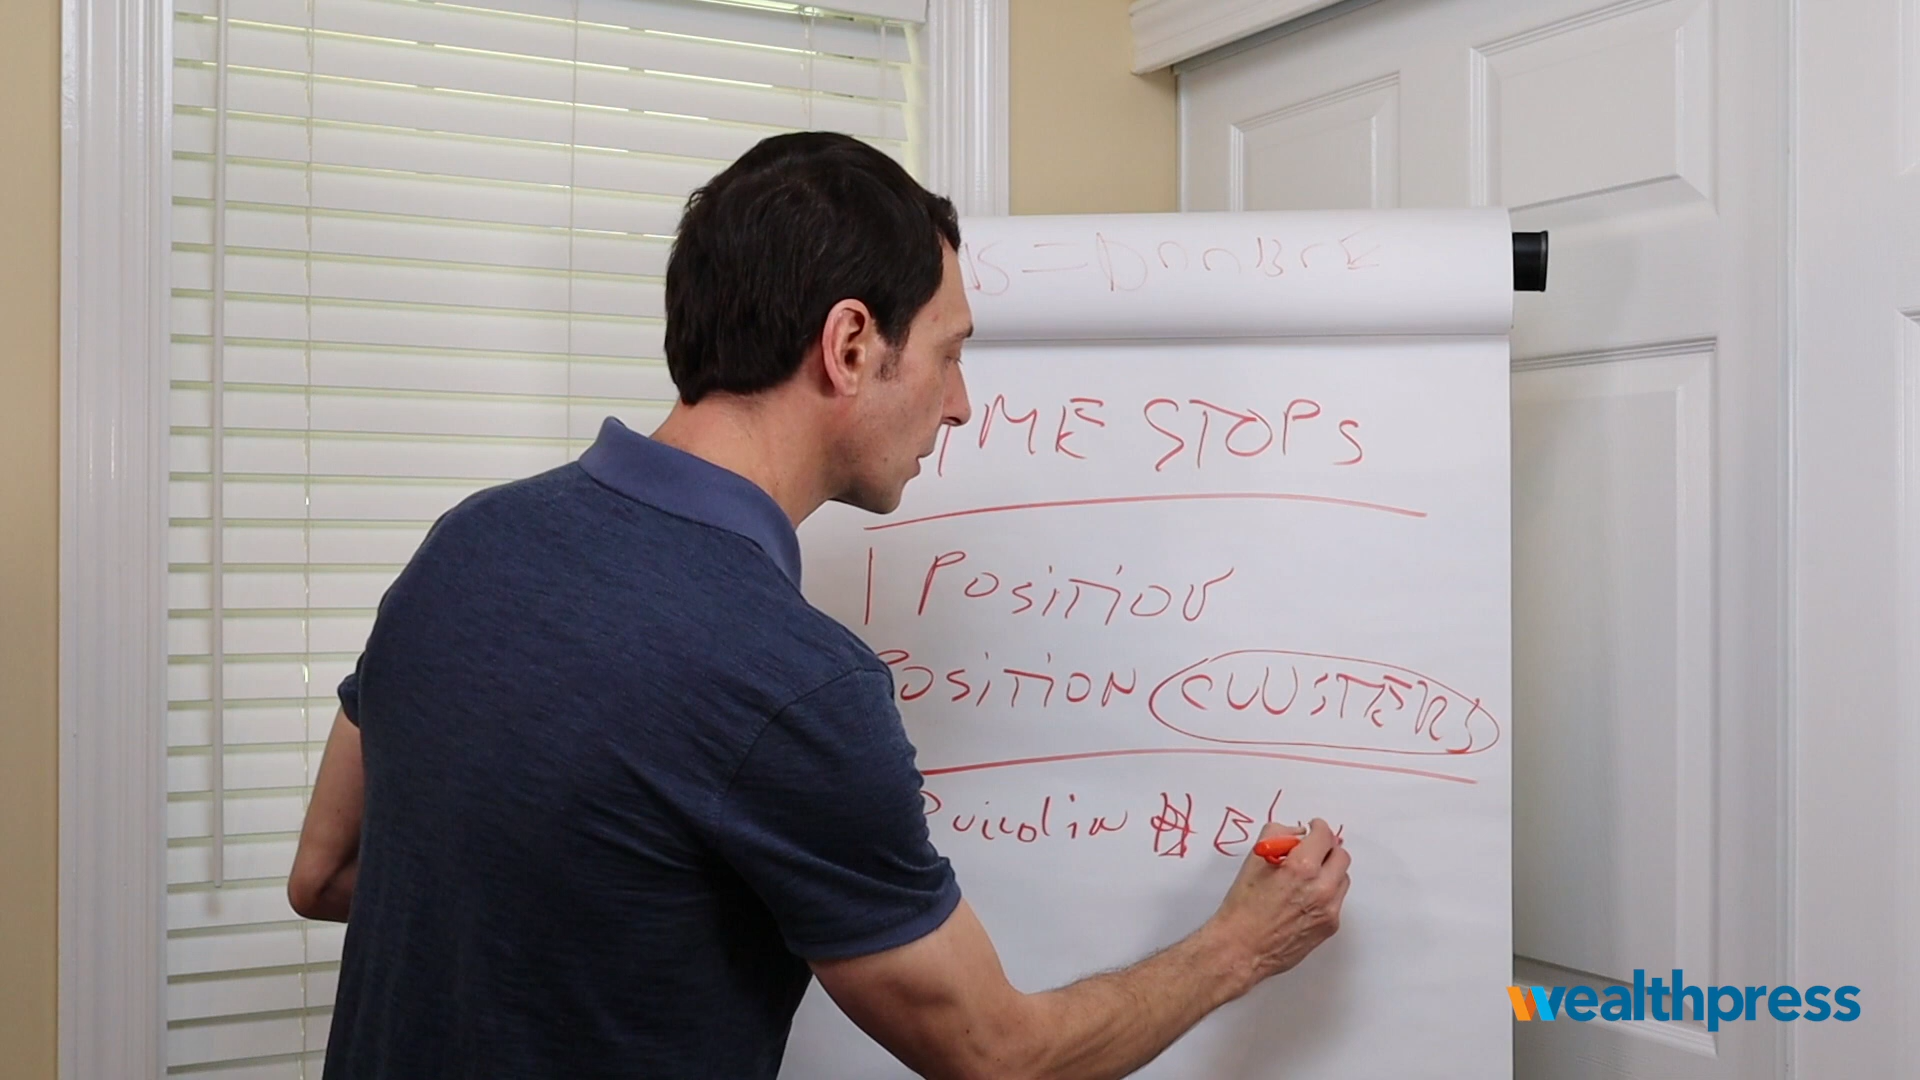 = DOUBLE
TIME STOPS
1 POSITION
POSITION CLUSTERS
wealthpress